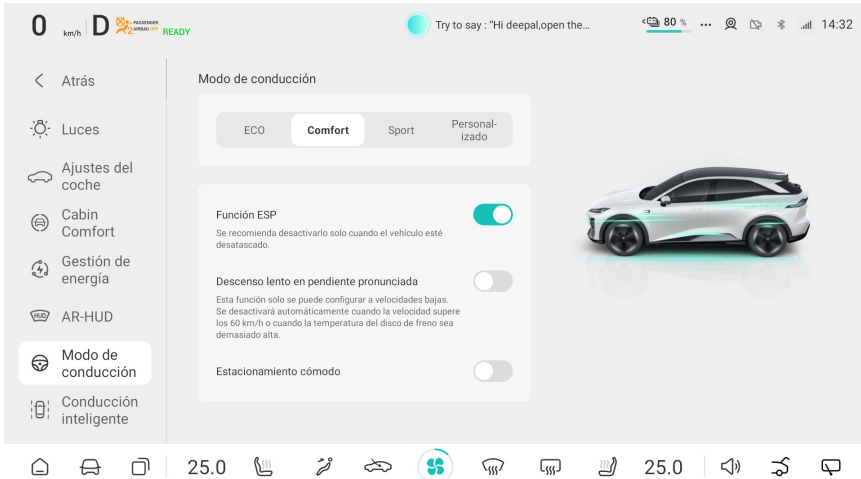 0 km/h D PASSENGER
2 AIRBAG OFF READY
Try to say : "Hi deepal,open the...
80 %
14:32
Atrás
Luces
Ajustes del
coche
Cabin
Comfort
Gestión de
energía
HUD AR-HUD
Modo de
conducción
Conducción
inteligente
Modo de conducción
ECO
Comfort
Sport
Personal-
izado
Función ESP
Se recomienda desactivarlo solo cuando el vehículo esté
desatascado.
Descenso lento en pendiente pronunciada
Esta función solo se puede configurar a velocidades bajas.
Se desactivará automáticamente cuando la velocidad supere
los 60 km/h o cuando la temperatura del disco de freno sea
demasiado alta.
Estacionamiento cómodo
25.0
25.0